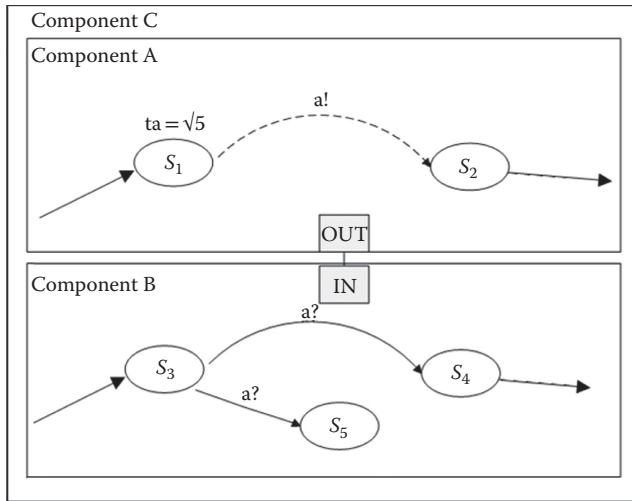 Component C
Component A
a!
ta = √5
S1
S2
OUT
Component B
IN
a?
S3
S4
a?
S5